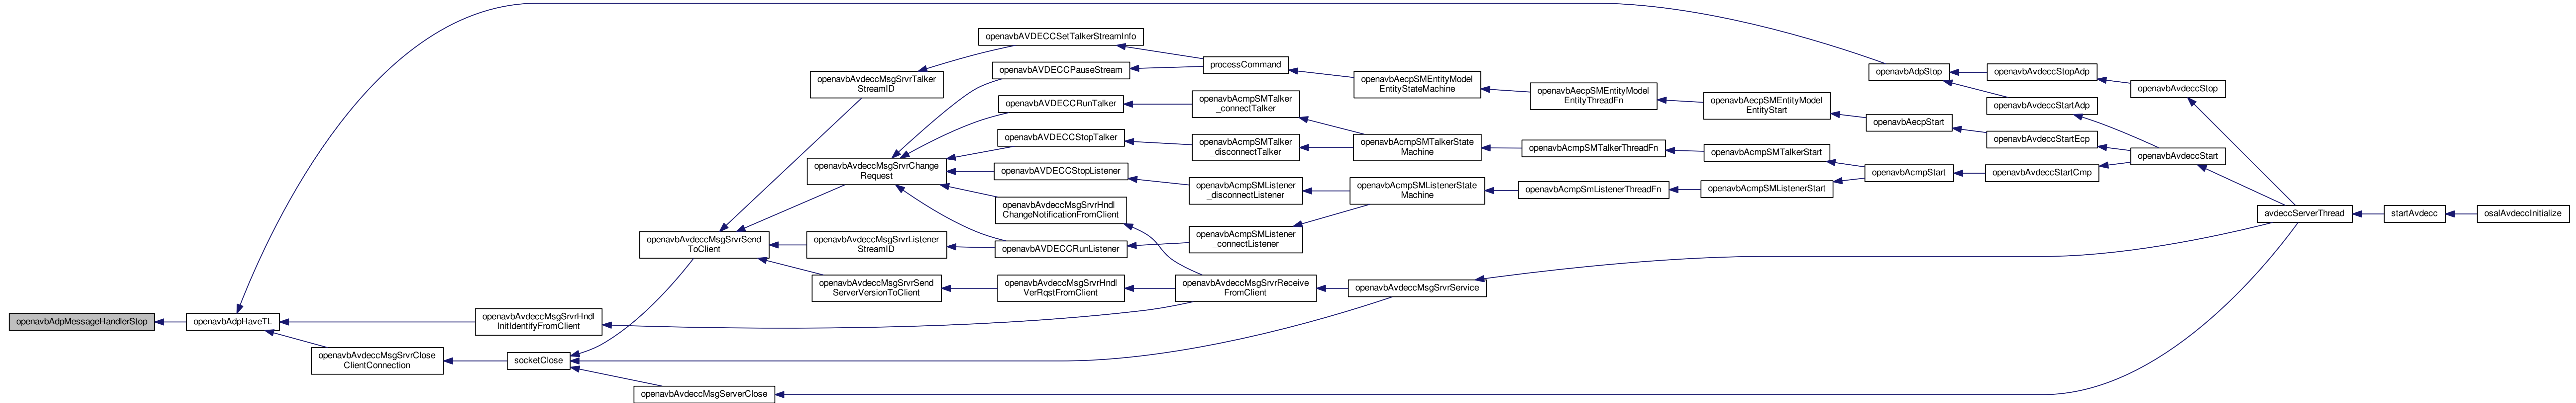 openavbAdpMessageHandlerStop
openavbAdpHaveTL
openavbAvdeccMsgSrvrHndl
InitIdentifyFromClient
openavbAvdeccMsgSrvrClose
ClientConnection
socketClose
openavbAvdeccMsgSrvrSend
ToClient
openavbAvdeccMsgServerClose
openavbAvdeccMsgSrvrTalker
StreamID
openavbAvdeccMsgSrvrChange
Request
openavbAvdeccMsgSrvrListener
StreamID
openavbAvdeccMsgSrvrSend
ServerVersionToClient
openavbAVDECCSetTalkerStreamInfo
openavbAVDECCPauseStream
openavbAVDECCRunTalker
openavbAVDECCStopTalker
openavbAVDECCStopListener
openavbAvdeccMsgSrvrHndl
ChangeNotificationFromClient
openavbAVDECCRunListener
openavbAvdeccMsgSrvrHndl
VerRqstFromClient
processCommand
openavbAcmpSMTalker
_connectTalker
openavbAcmpSMTalker
_disconnectTalker
openavbAcmpSMListener
_disconnectListener
openavbAcmpSMListener
_connectListener
openavbAvdeccMsgSrvrReceive
FromClient
openavbAecpSMEntityModel
EntityStateMachine
openavbAcmpSMTalkerState
Machine
openavbAcmpSMListenerState
Machine
openavbAvdeccMsgSrvrService
openavbAecpSMEntityModel
EntityThreadFn
openavbAcmpSMTalkerThreadFn
openavbAcmpSmListenerThreadFn
openavbAecpSMEntityModel
EntityStart
openavbAcmpSMTalkerStart
openavbAcmpSMListenerStart
openavbAdpStop
openavbAecpStart
openavbAcmpStart
openavbAvdeccStopAdp
openavbAvdeccStartAdp
openavbAvdeccStartEcp
openavbAvdeccStartCmp
openavbAvdeccStop
openavbAvdeccStart
avdeccServerThread
startAvdecc
osalAvdeccInitialize